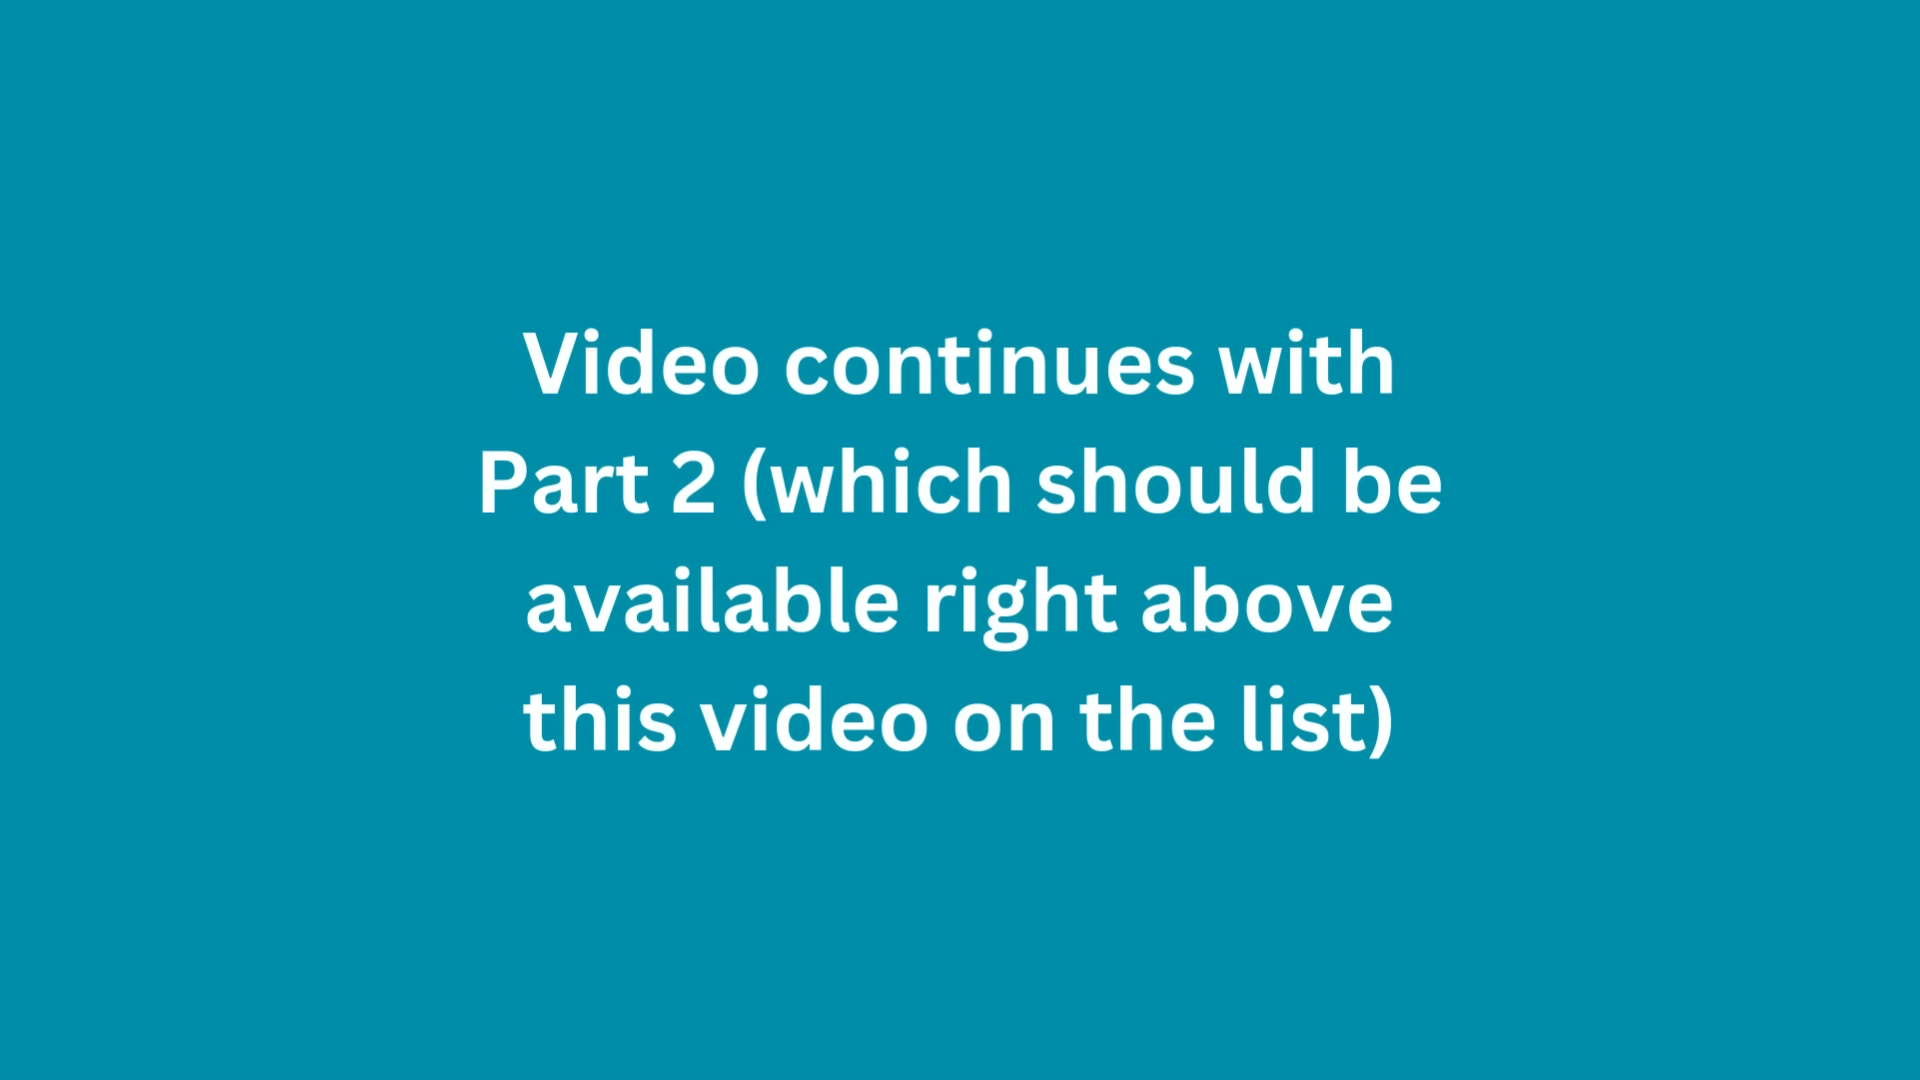 Video continues with
Part 2 (which should be
available right above
this video on the list)